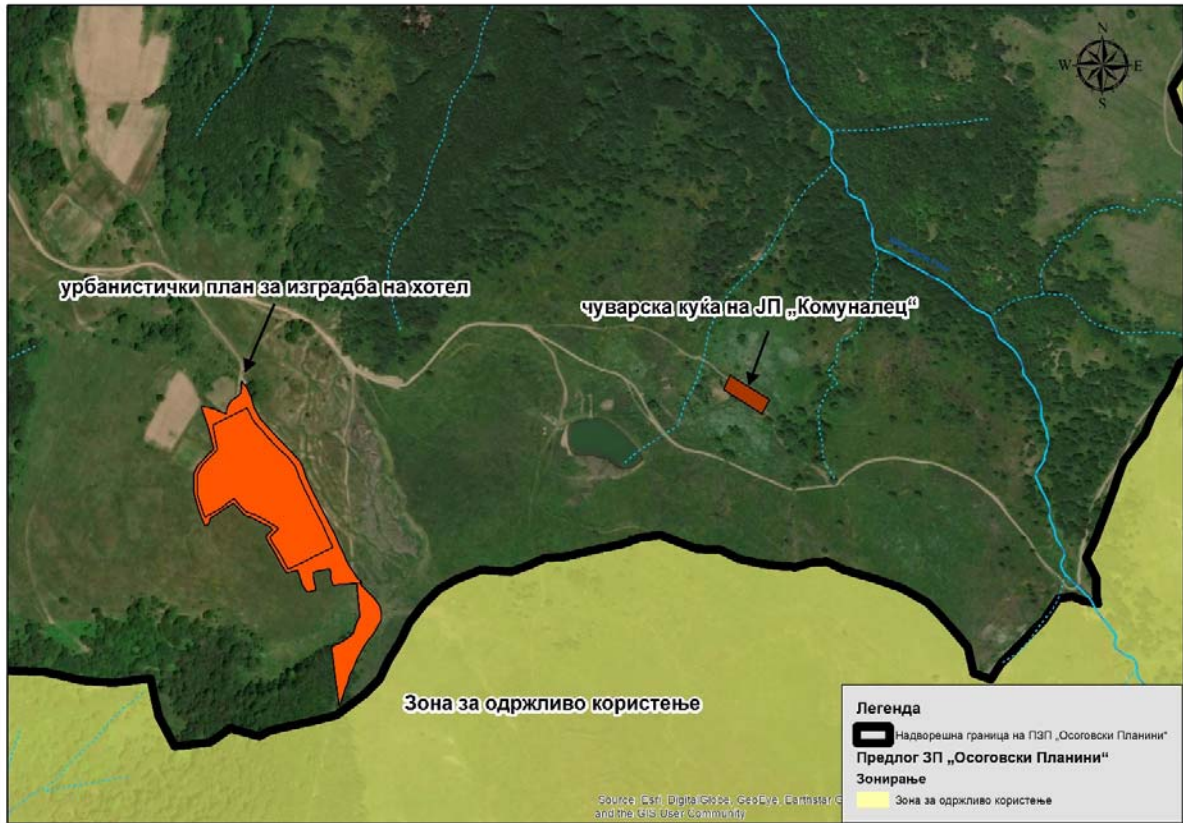 N
W E
S
урбанистички план за изградба на хотел
чуварска куќа на ЈП „Комуналец“
Зона за одржливо користење
Легенда
Надворешна граница на ПЗП „Осоговски Планини“
Предлог ЗП „Осоговски Планини“
Зонирање
Зона за одржливо користење
Source: Esri, DigitalGlobe, GeoEye, Earthstar G
and the GIS User Community